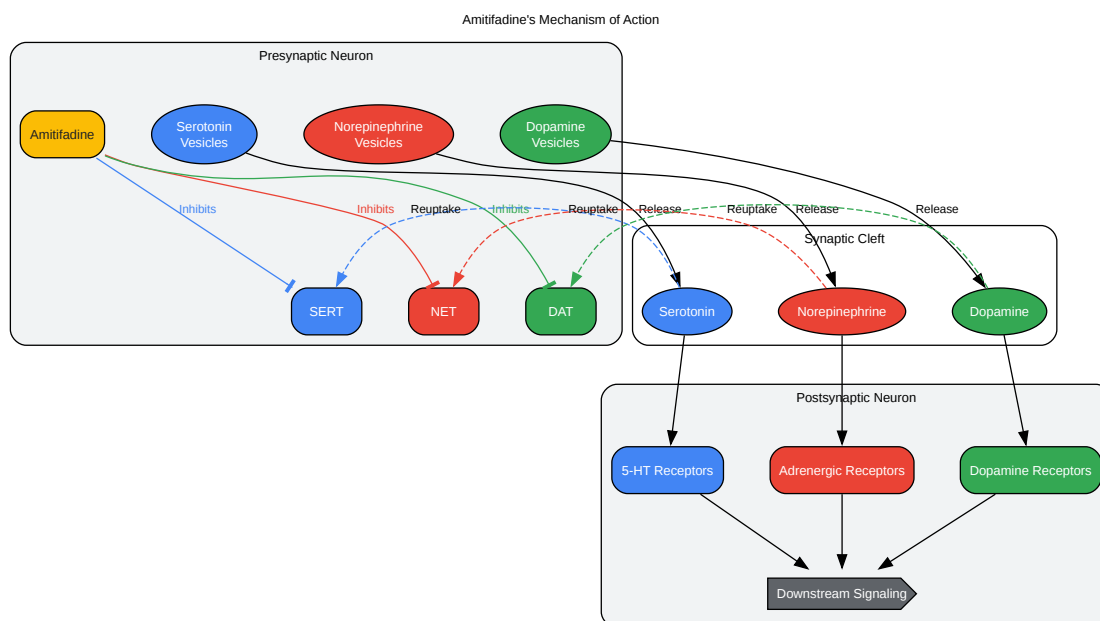 Amitifadine's Mechanism of Action
Presynaptic Neuron
Amitifadine
Serotonin
Vesicles
Norepinephrine
Vesicles
Dopamine
Vesicles
Inhibits
Inhibits
Reuptake
Inhibits
Reuptake
Release
Reuptake
Release
Release
Synaptic Cleft
SERT
NET
DAT
Serotonin
Norepinephrine
Dopamine
Postsynaptic Neuron
5-HT Receptors
Adrenergic Receptors
Dopamine Receptors
Downstream Signaling